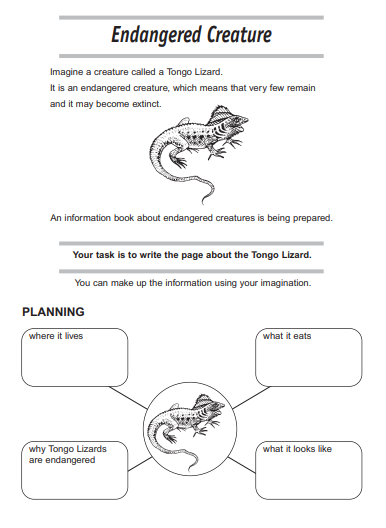 Endangered Creature
Imagine a creature called a Tongo Lizard.
It is an endangered creature, which means that very few remain
and it may become extinct.
An information book about endangered creatures is being prepared.
Your task is to write the page about the Tongo Lizard.
You can make up the information using your imagination.
PLANNING
where it lives
what it eats
why Tongo Lizards
are endangered
what it looks like